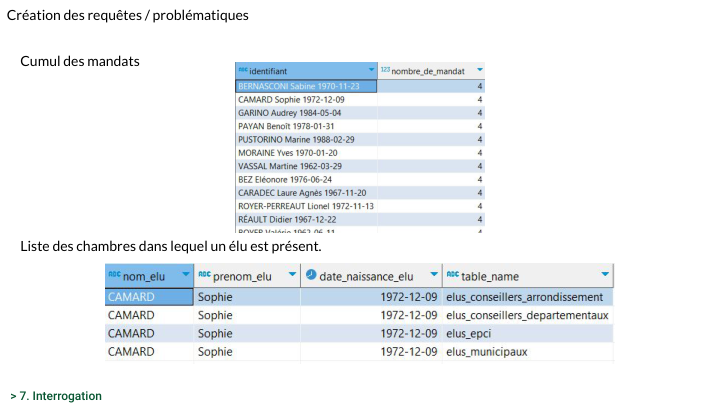 Création des requêtes / problématiques
Cumul des mandats
ABC identifiant 123 nombre_de_mandat
BERNASCONI Sabine 1970-11-23 4
CAMARD Sophie 1972-12-09 4
GARINO Audrey 1984-05-04 4
PAYAN Benoît 1978-01-31 4
PUSTORINO Marine 1988-02-29 4
MORAINE Yves 1970-01-20 4
VASSAL Martine 1962-03-29 4
BEZ Eléonore 1976-06-24 4
CARADEC Laure Agnès 1967-11-20 4
ROYER-PERREAUT Lionel 1972-11-13 4
RÉAULT Didier 1967-12-22 4
ROYER Valérie 1962-06-11 4
Liste des chambres dans lequel un élu est présent.
ABC nom_elu ABC prenom_elu date_naissance_elu ABC table_name
CAMARD Sophie 1972-12-09 elus_conseillers_arrondissement
CAMARD Sophie 1972-12-09 elus_conseillers_departementaux
CAMARD Sophie 1972-12-09 elus_epci
CAMARD Sophie 1972-12-09 elus_municipaux
> 7. Interrogation